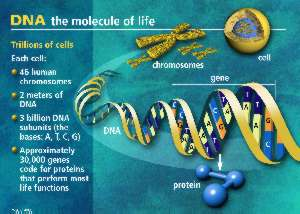 DNA the molecule of life
Trillions of cells
Each cell:
46 human
chromosomes
2 meters of
DNA
3 billion DNA
subunits (the
bases: A, T, C, G)
Approximately
30,000 genes
code for proteins
that perform most
life functions
chromosomes
cell
gene
DNA
protein